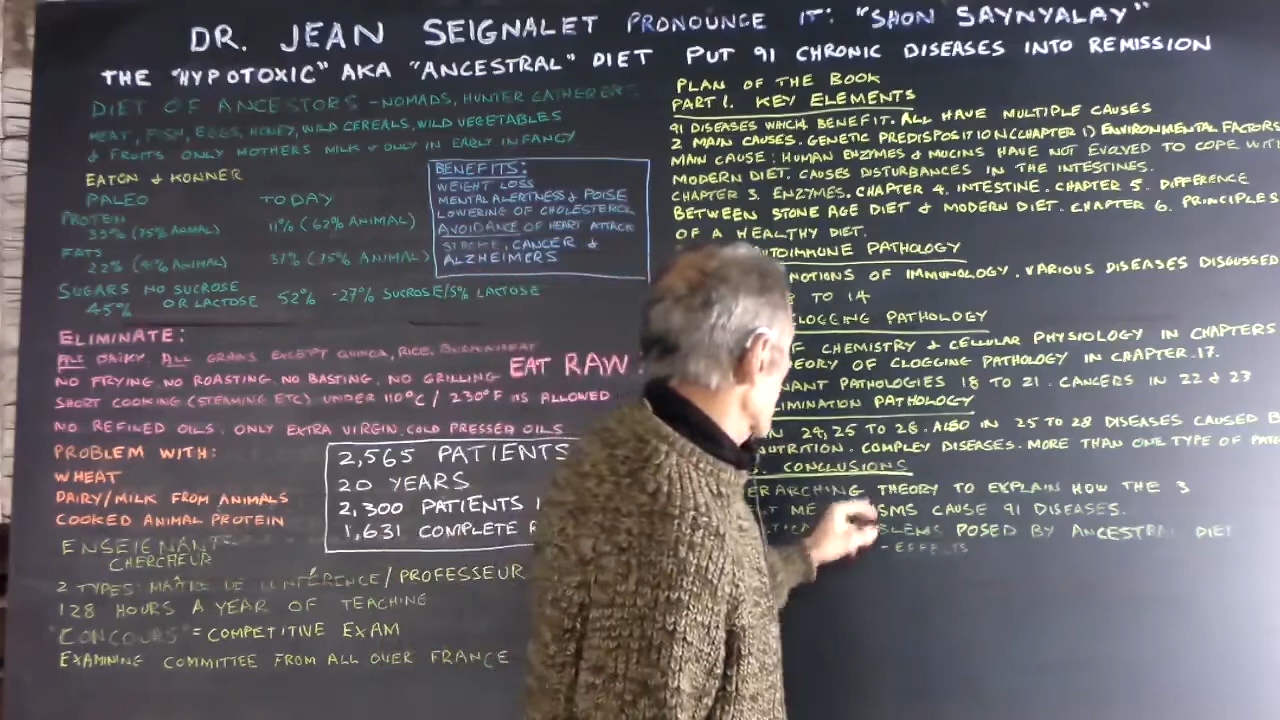 DR. JEAN SEIGNALET PRONOUNCE IT: "SHON SAYNYALAY"
THE "HYPOTOXIC" AKA "ANCESTRAL" DIET PUT 91 CHRONIC DISEASES INTO REMISSION
DIET OF ANCESTORS - NOMADS, HUNTER GATHERERS
MEAT, FISH, EGGS, HONEY, WILD CEREALS, WILD VEGETABLES
& FRUITS ONLY MOTHERS MILK & ONLY IN EARLY INFANCY
EATON & KONNER
PALEO TODAY
PROTEIN
33% (75% ANIMAL) 11% (62% ANIMAL)
FATS
22% ( ANIMAL) 37% (75% ANIMAL)
SUGARS NO SUCROSE
45% OR LACTOSE 52% -27% SUCROSE/5% LACTOSE
BENEFITS:
WEIGHT LOSS
MENTAL ALERTNESS & POISE
LOWERING OF CHOLESTEROL
AVOIDANCE OF HEART ATTACK
STROKE, CANCER &
ALZHEIMERS
ELIMINATE:
ALL DAIRY. ALL GRAINS EXCEPT QUINOA, RICE, BUCKWHEAT
NO FRYING. NO ROASTING. NO BASTING. NO GRILLING EAT RAW
SHORT COOKING (STEAMING ETC) UNDER 110°C / 230°F IS ALLOWED
NO REFINED OILS. ONLY EXTRA VIRGIN, COLD PRESSED OILS
PROBLEM WITH:
WHEAT
DAIRY/MILK FROM ANIMALS
COOKED ANIMAL PROTEIN
2,565 PATIENTS
20 YEARS
2,300 PATIENTS
1,631 COMPLETE R
ENSEIGNANT-
CHERCHEUR
2 TYPES: MAÎTRE DE CONFÉRENCE / PROFESSEUR
128 HOURS A YEAR OF TEACHING
"CONCOURS" = COMPETITIVE EXAM
EXAMINING COMMITTEE FROM ALL OVER FRANCE
PLAN OF THE BOOK
PART 1. KEY ELEMENTS
91 DISEASES WHICH BENEFIT. ALL HAVE MULTIPLE CAUSES
2 MAIN CAUSES. GENETIC PREDISPOSITION (CHAPTER 1) ENVIRONMENTAL FACTORS
MAIN CAUSE: HUMAN ENZYMES & MUCINS HAVE NOT EVOLVED TO COPE WITH
MODERN DIET. CAUSES DISTURBANCES IN THE INTESTINES.
CHAPTER 3. ENZYMES. CHAPTER 4. INTESTINE. CHAPTER 5. DIFFERENCE
BETWEEN STONE AGE DIET & MODERN DIET. CHAPTER 6. PRINCIPLES
OF A HEALTHY DIET.
UTOIMMUNE PATHOLOGY
NOTIONS OF IMMUNOLOGY. VARIOUS DISEASES DISCUSSED
8 TO 14
CLOGGING PATHOLOGY
F CHEMISTRY & CELLULAR PHYSIOLOGY IN CHAPTERS
EORY OF CLOGGING PATHOLOGY IN CHAPTER 17.
NANT PATHOLOGIES 18 TO 21. CANCERS IN 22 & 23
LIMINATION PATHOLOGY
IN 24, 25 TO 28. ALSO IN 25 TO 28 DISEASES CAUSED B
NUTRITION. COMPLEX DISEASES. MORE THAN ONE TYPE OF PATH
CONCLUSIONS
ERARCHING THEORY TO EXPLAIN HOW THE 3
ME SMS CAUSE 91 DISEASES.
BLEMS POSED BY ANCESTRAL DIET
- EFFECTS